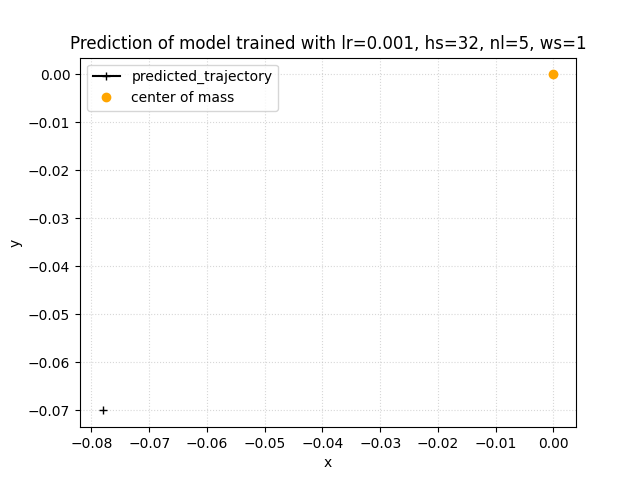 Prediction of model trained with lr=0.001, hs=32, nl=5, ws=1
predicted_trajectory
center of mass
0.00
−0.01
−0.02
−0.03
−0.04
−0.05
−0.06
−0.07
y
−0.08 −0.07 −0.06 −0.05 −0.04 −0.03 −0.02 −0.01 0.00
x